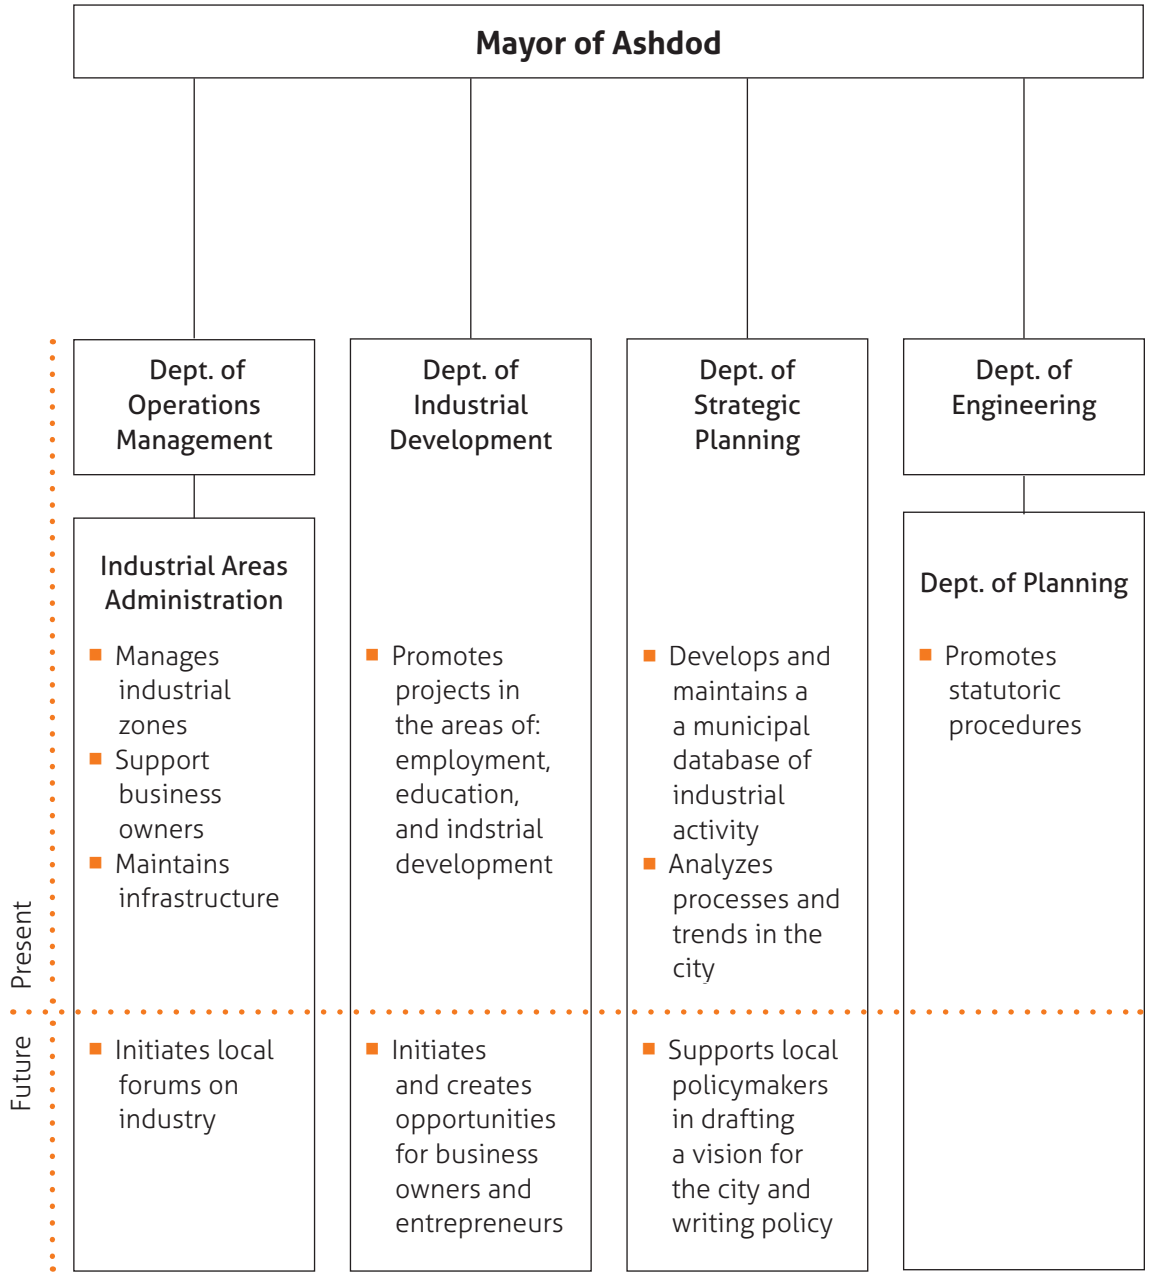 Mayor of Ashdod
Dept. of
Operations
Management
Industrial Areas
Administration
Manages
industrial
zones
Support
business
owners
Maintains
infrastructure
Initiates local
forums on
industry
Dept. of
Industrial
Development
Promotes
projects in
the areas of:
employment,
education,
and indstrial
development
Initiates
and creates
opportunities
for business
owners and
entrepreneurs
Dept. of
Strategic
Planning
Develops and
maintains a
a municipal
database of
industrial
activity
Analyzes
processes and
trends in the
city
Supports local
policymakers
in drafting
a vision for
the city and
writing policy
Dept. of
Engineering
Dept. of Planning
Promotes
statutoric
procedures
Present
Future